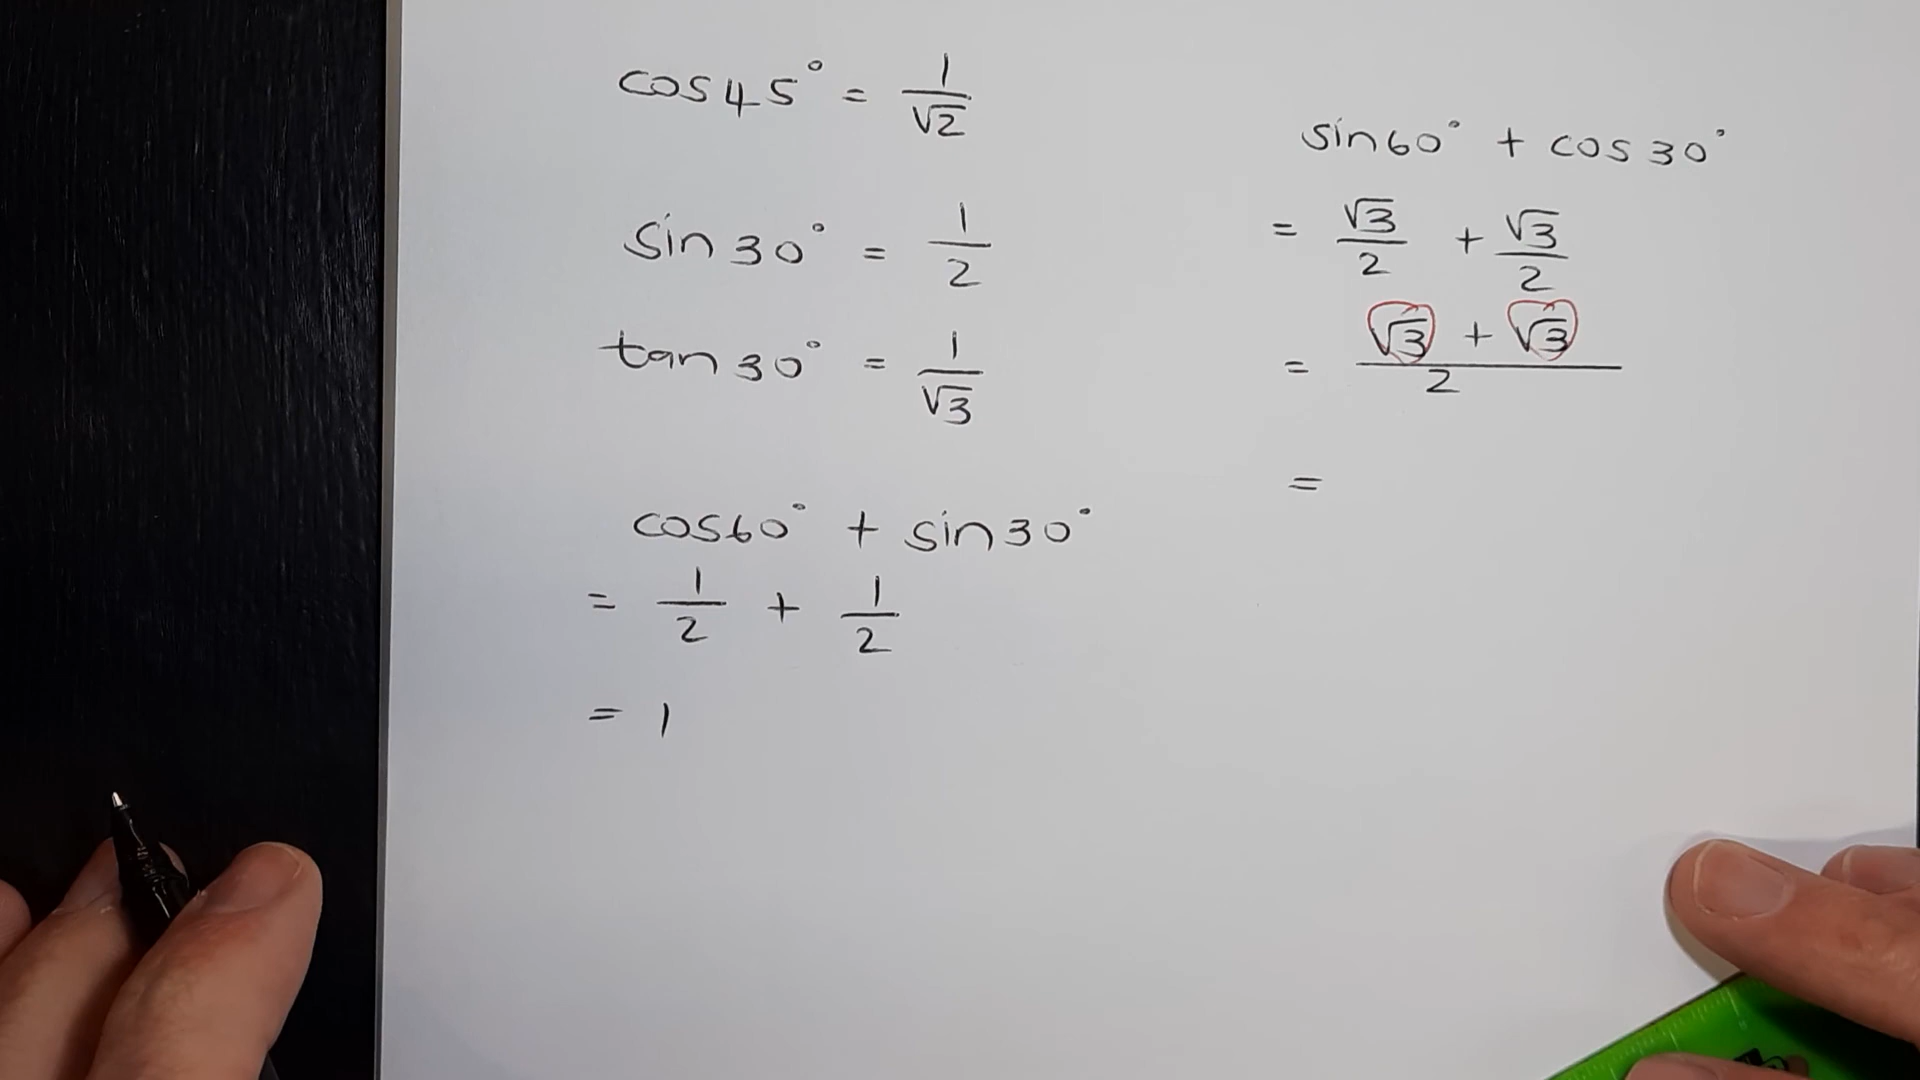 cos45° = 1/√2
sin30° = 1/2
tan30° = 1/√3
cos60° + sin30°
= 1/2 + 1/2
= 1
sin60° + cos30°
= √3/2 + √3/2
= (√3 + √3)/2
=